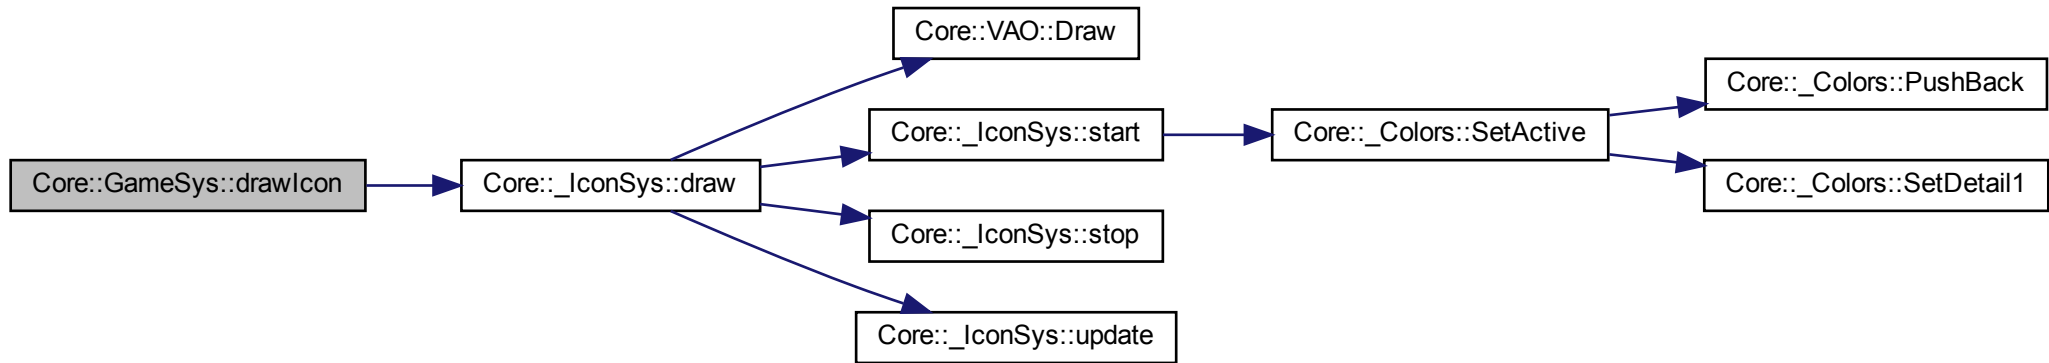 Core::GameSys::drawIcon
Core::_IconSys::draw
Core::VAO::Draw
Core::_IconSys::start
Core::_IconSys::stop
Core::_IconSys::update
Core::_Colors::SetActive
Core::_Colors::PushBack
Core::_Colors::SetDetail1